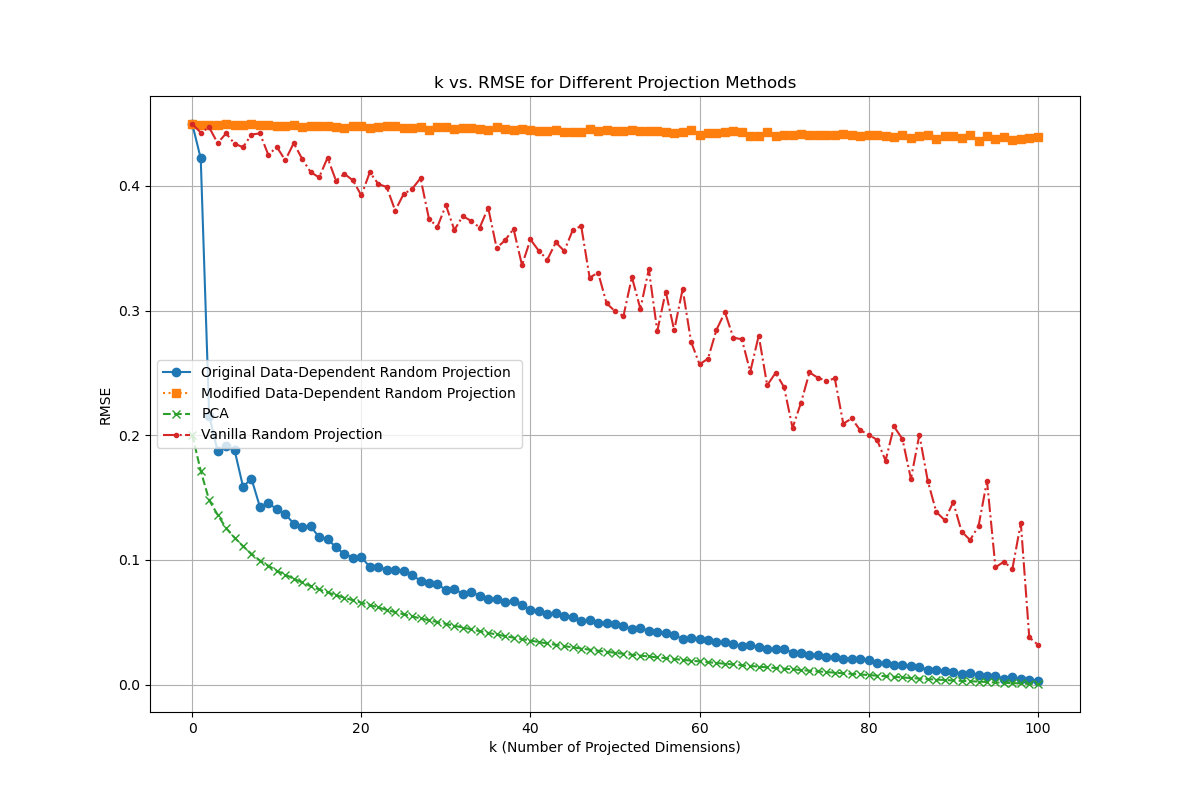 k vs. RMSE for Different Projection Methods
RMSE
0.4
0.3
0.2
0.1
0.0
Original Data-Dependent Random Projection
Modified Data-Dependent Random Projection
PCA
Vanilla Random Projection
0 20 40 60 80 100
k (Number of Projected Dimensions)